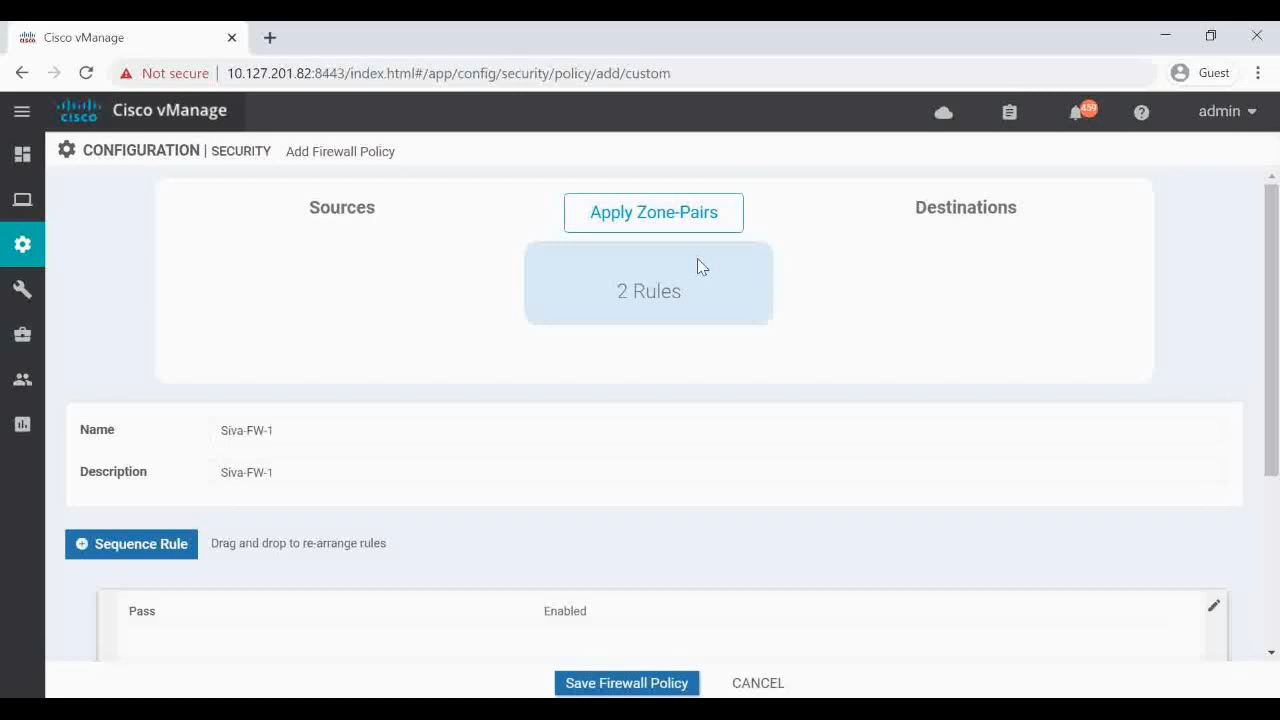 Cisco vManage
Not secure | 10.127.201.82:8443/index.html#/app/config/security/policy/add/custom
Guest
cisco Cisco vManage
459
admin
CONFIGURATION | SECURITY Add Firewall Policy
Sources
Apply Zone-Pairs
Destinations
2 Rules
Name Siva-FW-1
Description Siva-FW-1
Sequence Rule Drag and drop to re-arrange rules
Pass Enabled
Save Firewall Policy CANCEL